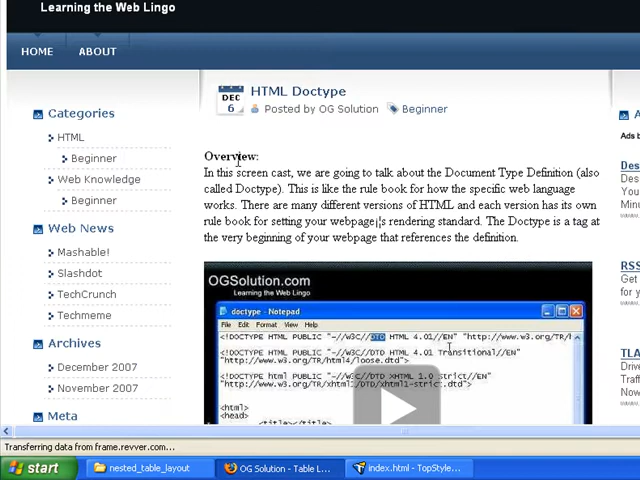 Learning the Web Lingo
HOME ABOUT
Categories
HTML
Beginner
Web Knowledge
Beginner
Web News
Mashable!
Slashdot
TechCrunch
Techmeme
Archives
December 2007
November 2007
Meta
DEC
6
HTML Doctype
Posted by OG Solution Beginner
Overview:
In this screen cast, we are going to talk about the Document Type Definition (also
called Doctype). This is like the rule book for how the specific web language
works. There are many different versions of HTML and each version has its own
rule book for setting your webpage¡¦s rendering standard. The Doctype is a tag at
the very beginning of your webpage that references the definition.
OGSolution.com
Learning the Web Lingo
doctype - Notepad
File Edit Format View Help
<!DOCTYPE HTML PUBLIC "-//W3C//DTD HTML 4.01//EN" "http://www.w3.org/TR/h
<!DOCTYPE HTML PUBLIC "-//W3C//DTD HTML 4.01 Transitional//EN"
"http://www.w3.org/TR/html4/loose.dtd">
<!DOCTYPE html PUBLIC "-//W3C//DTD XHTML 1.0 Strict//EN"
"http://www.w3.org/TR/xhtml1/DTD/xhtml1-strict.dtd">
<html>
<head>
A
Ads b
Des
Des
You
Minu
RSS
Get
for y
TLA
Drive
Traff
Now
Transferring data from frame.revver.com...
start nested_table_layout OG Solution - Table L... index.html - TopStyle...